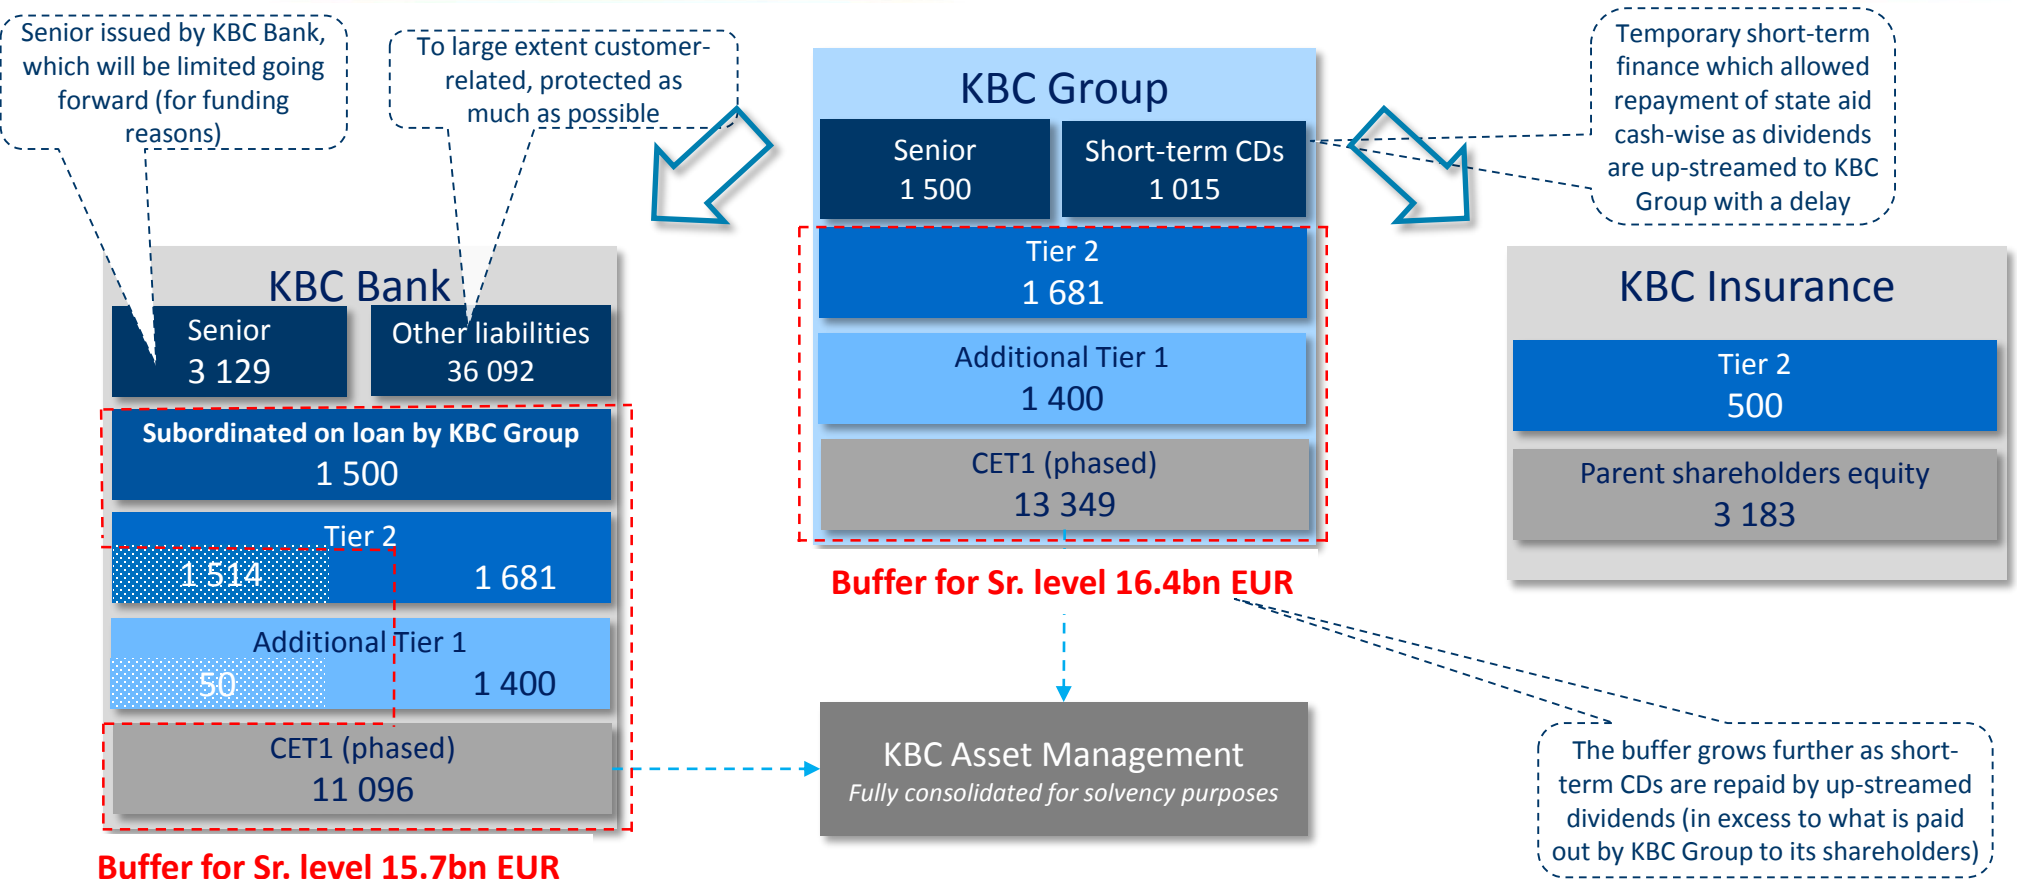 Senior issued by KBC Bank,
which will be limited going
forward (for funding
reasons)
To large extent customer-
related, protected as
much as possible
KBC Group
Senior
1 500
Short-term CDs
1 015
Tier 2
1 681
Additional Tier 1
1 400
CET1 (phased)
13 349
Buffer for Sr. level 16.4bn EUR
Temporary short-term
finance which allowed
repayment of state aid
cash-wise as dividends
are up-streamed to KBC
Group with a delay
KBC Bank
Senior
3 129
Other liabilities
36 092
Subordinated on loan by KBC Group
1 500
Tier 2
1 514
1 681
Additional Tier 1
50
1 400
CET1 (phased)
11 096
Buffer for Sr. level 15.7bn EUR
KBC Insurance
Tier 2
500
Parent shareholders equity
3 183
KBC Asset Management
Fully consolidated for solvency purposes
The buffer grows further as short-
term CDs are repaid by up-streamed
dividends (in excess to what is paid
out by KBC Group to its shareholders)